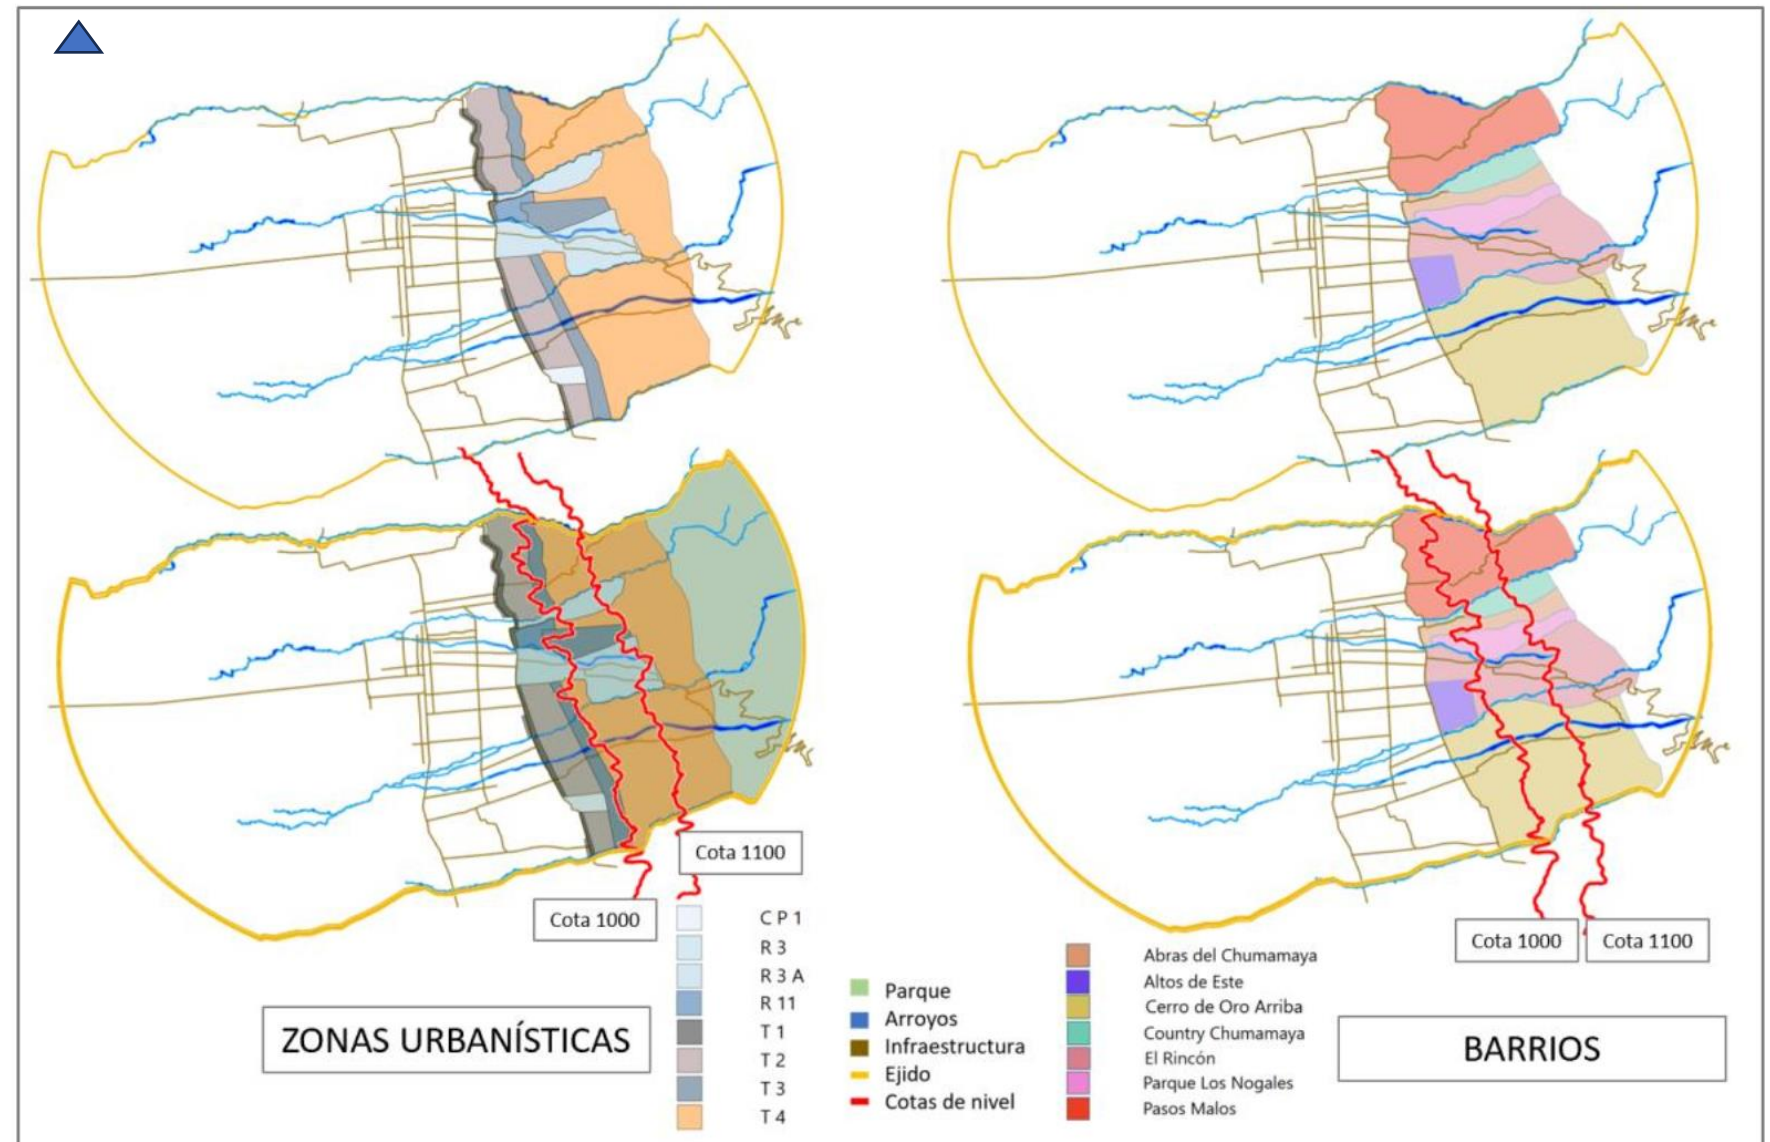 Cota 1100
Cota 1000
Cota 1000
Cota 1100
ZONAS URBANÍSTICAS
C P 1
R 3
R 3 A
R 11
T 1
T 2
T 3
T 4
Parque
Arroyos
Infraestructura
Ejido
Cotas de nivel
Abras del Chumamaya
Altos de Este
Cerro de Oro Arriba
Country Chumamaya
El Rincón
Parque Los Nogales
Pasos Malos
BARRIOS